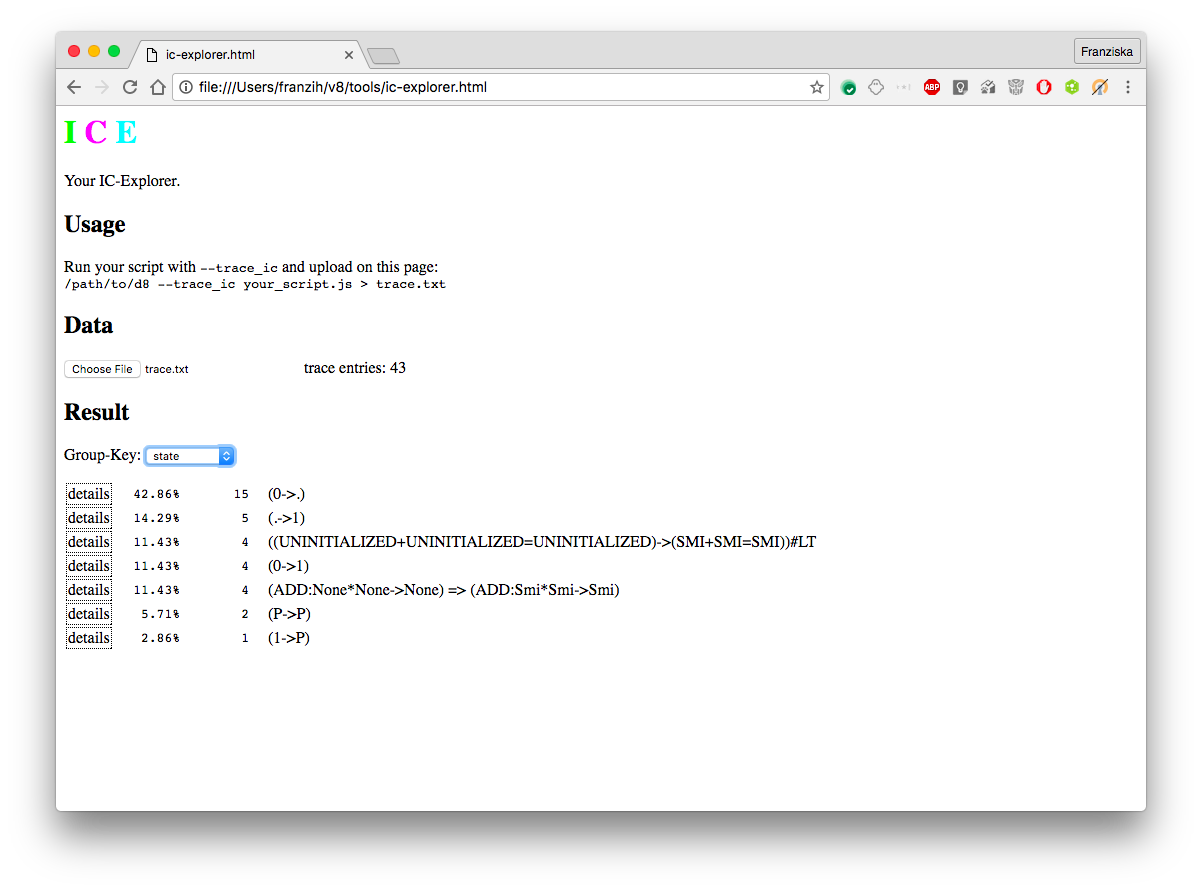 ic-explorer.html
Franziska
file:///Users/franzih/v8/tools/ic-explorer.html
ABP
I C E
Your IC-Explorer.
Usage
Run your script with --trace_ic and upload on this page:
/path/to/d8 --trace_ic your_script.js > trace.txt
Data
Choose File trace.txt trace entries: 43
Result
Group-Key: state
details 42.86% 15 (0->.)
details 14.29% 5 (.->1)
details 11.43% 4 ((UNINITIALIZED+UNINITIALIZED=UNINITIALIZED)->(SMI+SMI=SMI))#LT
details 11.43% 4 (0->1)
details 11.43% 4 (ADD:None*None->None) => (ADD:Smi*Smi->Smi)
details 5.71% 2 (P->P)
details 2.86% 1 (1->P)